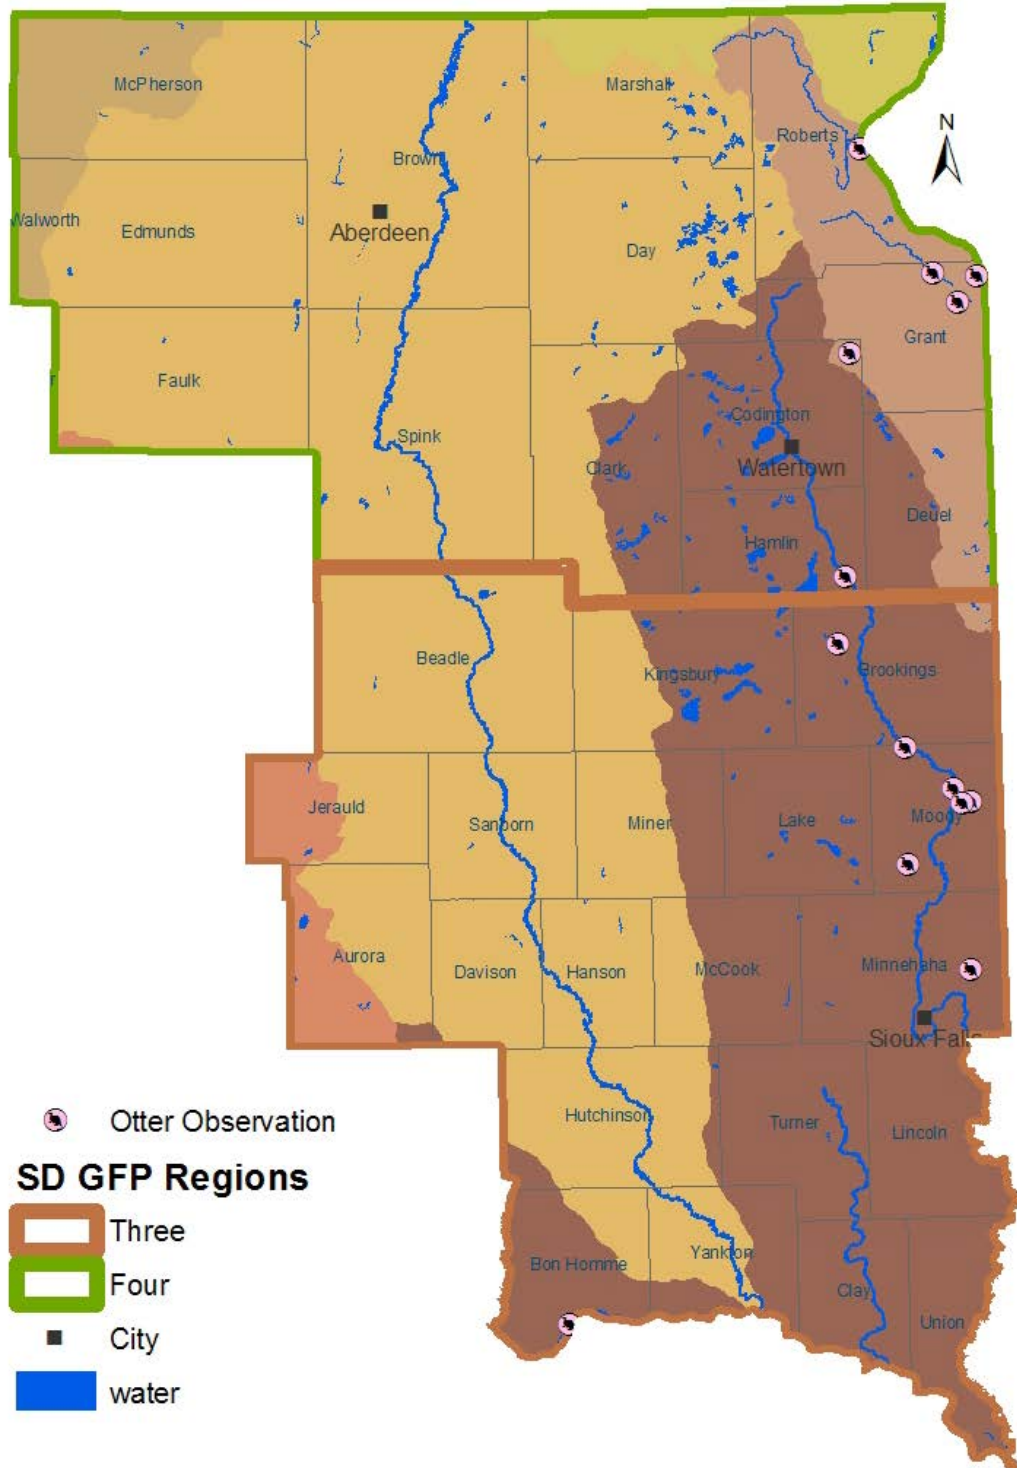 McPherson
Marshall
N
Roberts
Brown
Walworth
Edmunds
Aberdeen
Day
Grant
Faulk
Spink
Codington
Clark
Watertown
Deuel
Hamlin
Beadle
Kingsbury
Brookings
Jerauld
Sanborn
Miner
Lake
Moody
Aurora
Davison
Hanson
McCook
Minnehaha
Sioux Falls
Otter Observation
Hutchinson
Turner
Lincoln
SD GFP Regions
Three
Yankton
Bon Homme
Four
Clay
Union
City
water